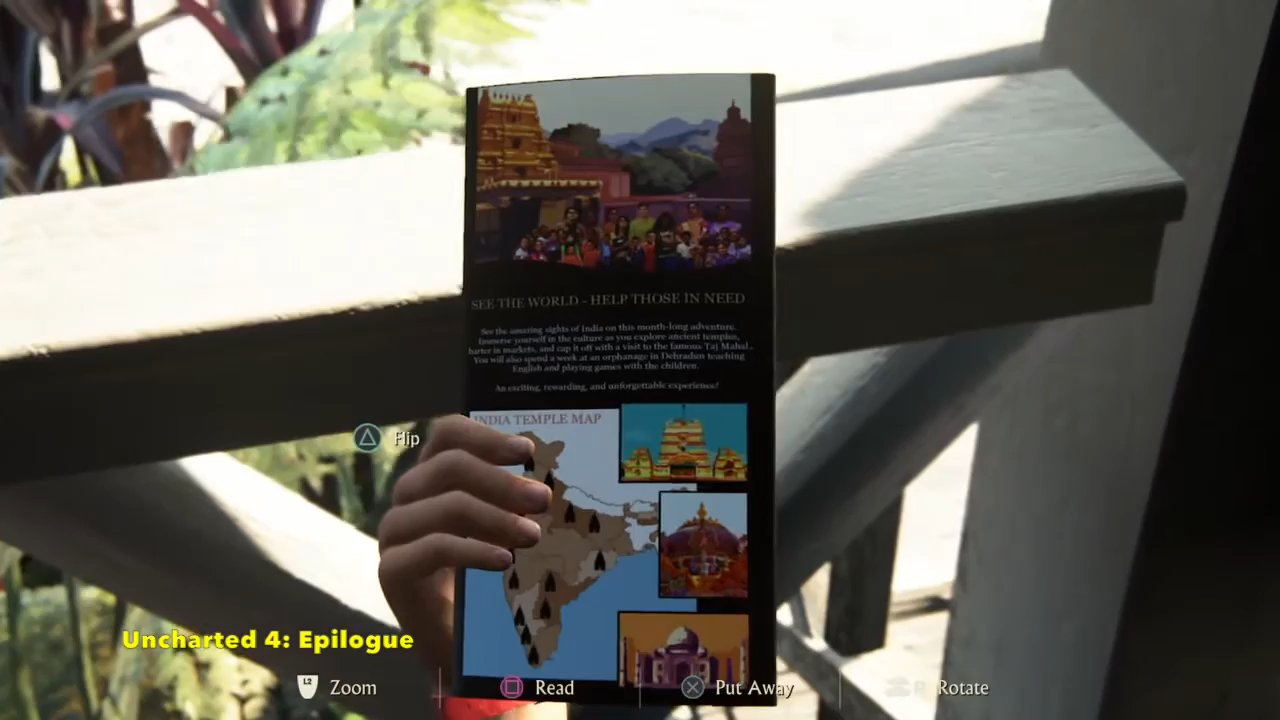 SEE THE WORLD - HELP THOSE IN NEED
See the amazing sights of India on this month-long adventure.
Immerse yourself in the culture as you explore ancient temples,
barter in markets, and cap it off with a visit to the famous Taj Mahal.
You will also spend a week at an orphanage in Dehradun teaching
English and playing games with the children.
An exciting, rewarding, and unforgettable experience!
INDIA TEMPLE MAP
Flip
Uncharted 4: Epilogue
L2 Zoom
Read
Put Away
R Rotate